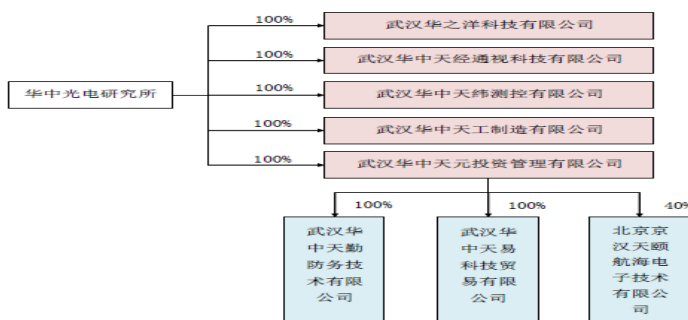 100%
武汉华之洋科技有限公司
100%
武汉华中天经通视科技有限公司
华中光电研究所
100%
武汉华中天纬测控有限公司
100%
武汉华中天工制造有限公司
100%
武汉华中天元投资管理有限公司
100%
100%
40%
武汉华
中天勤
防务技
术有限
公司
武汉华
中天易
科技贸
易有限
公司
北京京
汉天颐
航海电
子技术
有限公
司